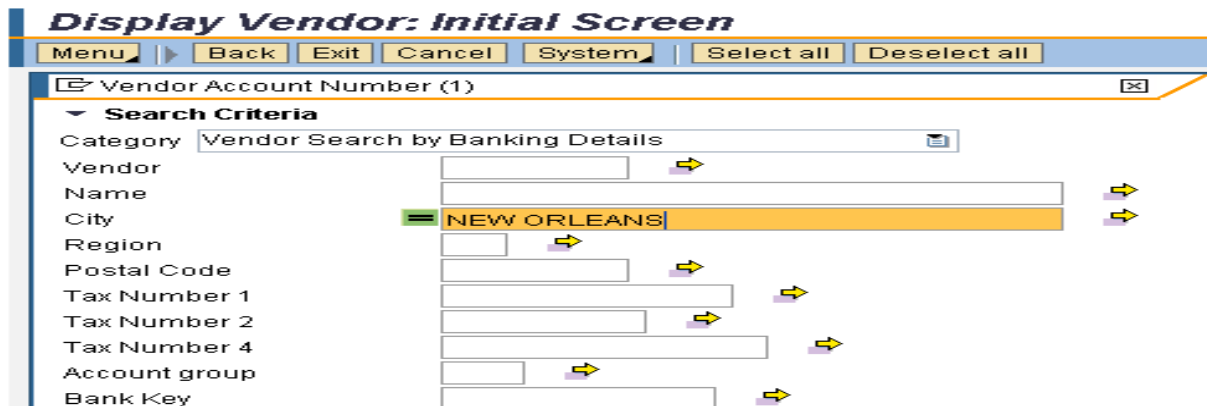 Display Vendor: Initial Screen
Menu Back Exit Cancel System Select all Deselect all
Vendor Account Number (1)
Search Criteria
Category Vendor Search by Banking Details
Vendor
Name
City = NEW ORLEANS
Region
Postal Code
Tax Number 1
Tax Number 2
Tax Number 4
Account group
Bank Key